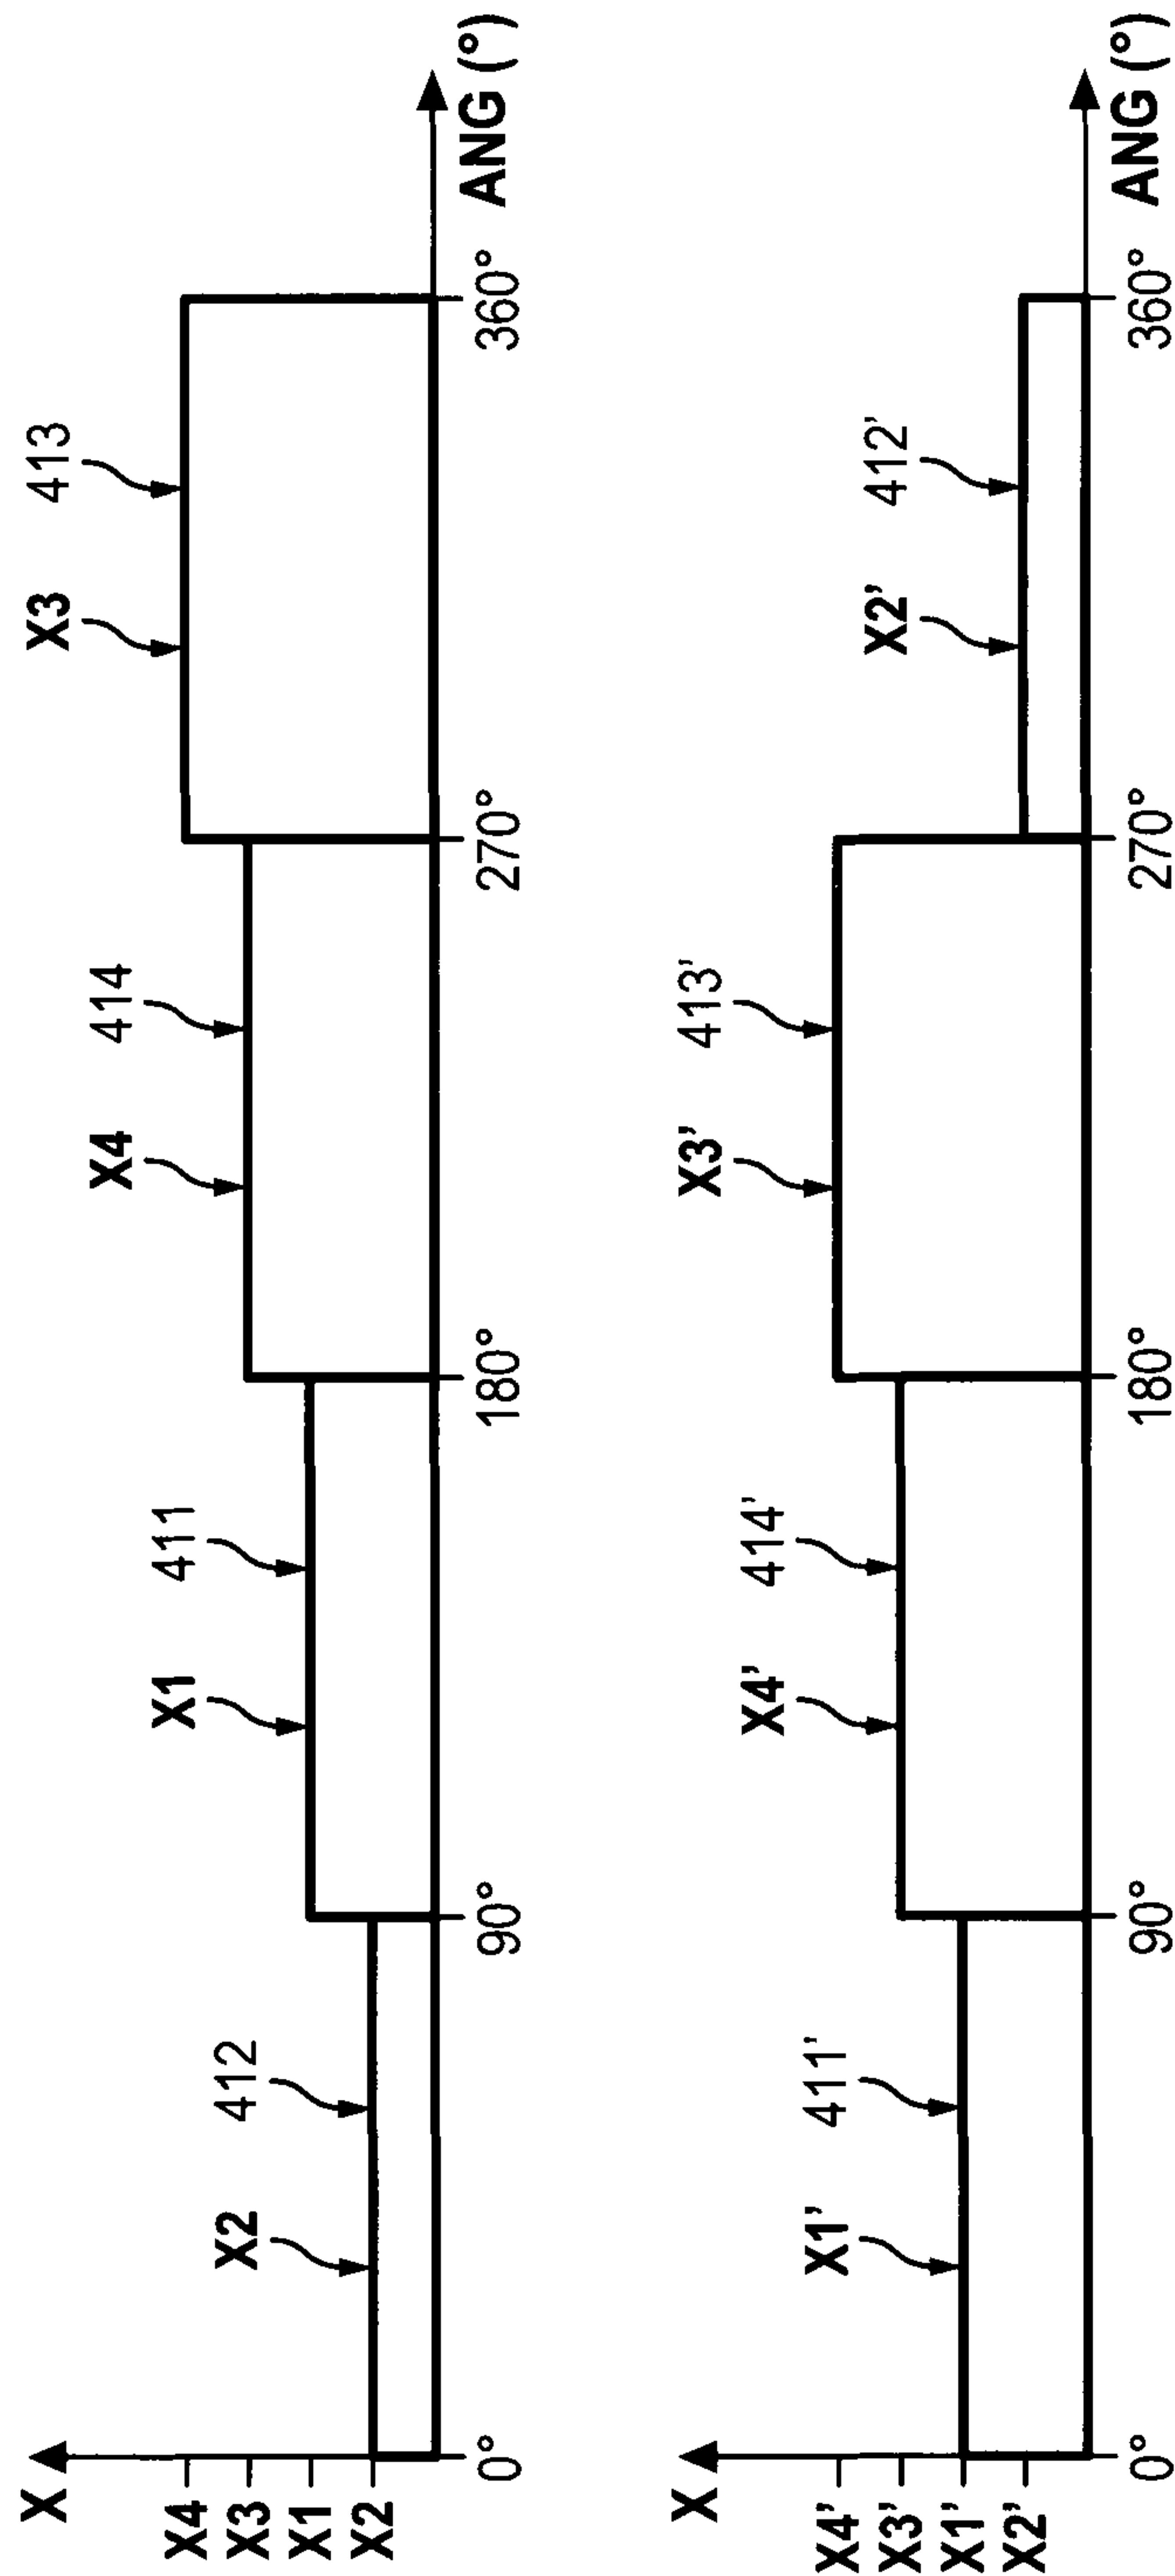 X
X4
X3
X1
X2
X2
412
X1
411
X4
414
X3
413
0°
90°
180°
270°
360°
ANG (°)
X
X4'
X3'
X1'
X2'
X1'
411'
X4'
414'
X3'
413'
X2'
412'
0°
90°
180°
270°
360°
ANG (°)